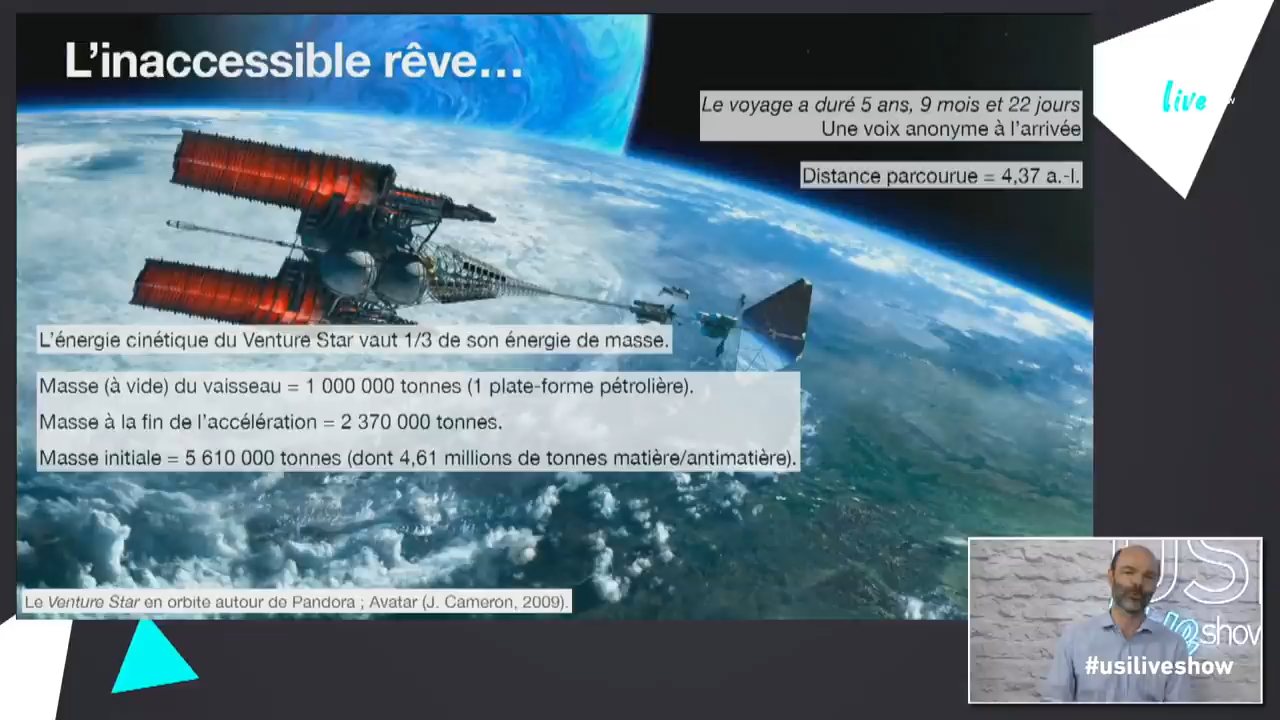 L'inaccessible rêve…
Le voyage a duré 5 ans, 9 mois et 22 jours
Une voix anonyme à l'arrivée
Distance parcourue = 4,37 a.-l.
live
L'énergie cinétique du Venture Star vaut 1/3 de son énergie de masse.
Masse (à vide) du vaisseau = 1 000 000 tonnes (1 plate-forme pétrolière).
Masse à la fin de l'accélération = 2 370 000 tonnes.
Masse initiale = 5 610 000 tonnes (dont 4,61 millions de tonnes matière/antimatière).
Le Venture Star en orbite autour de Pandora ; Avatar (J. Cameron, 2009).
show
#usiliveshow